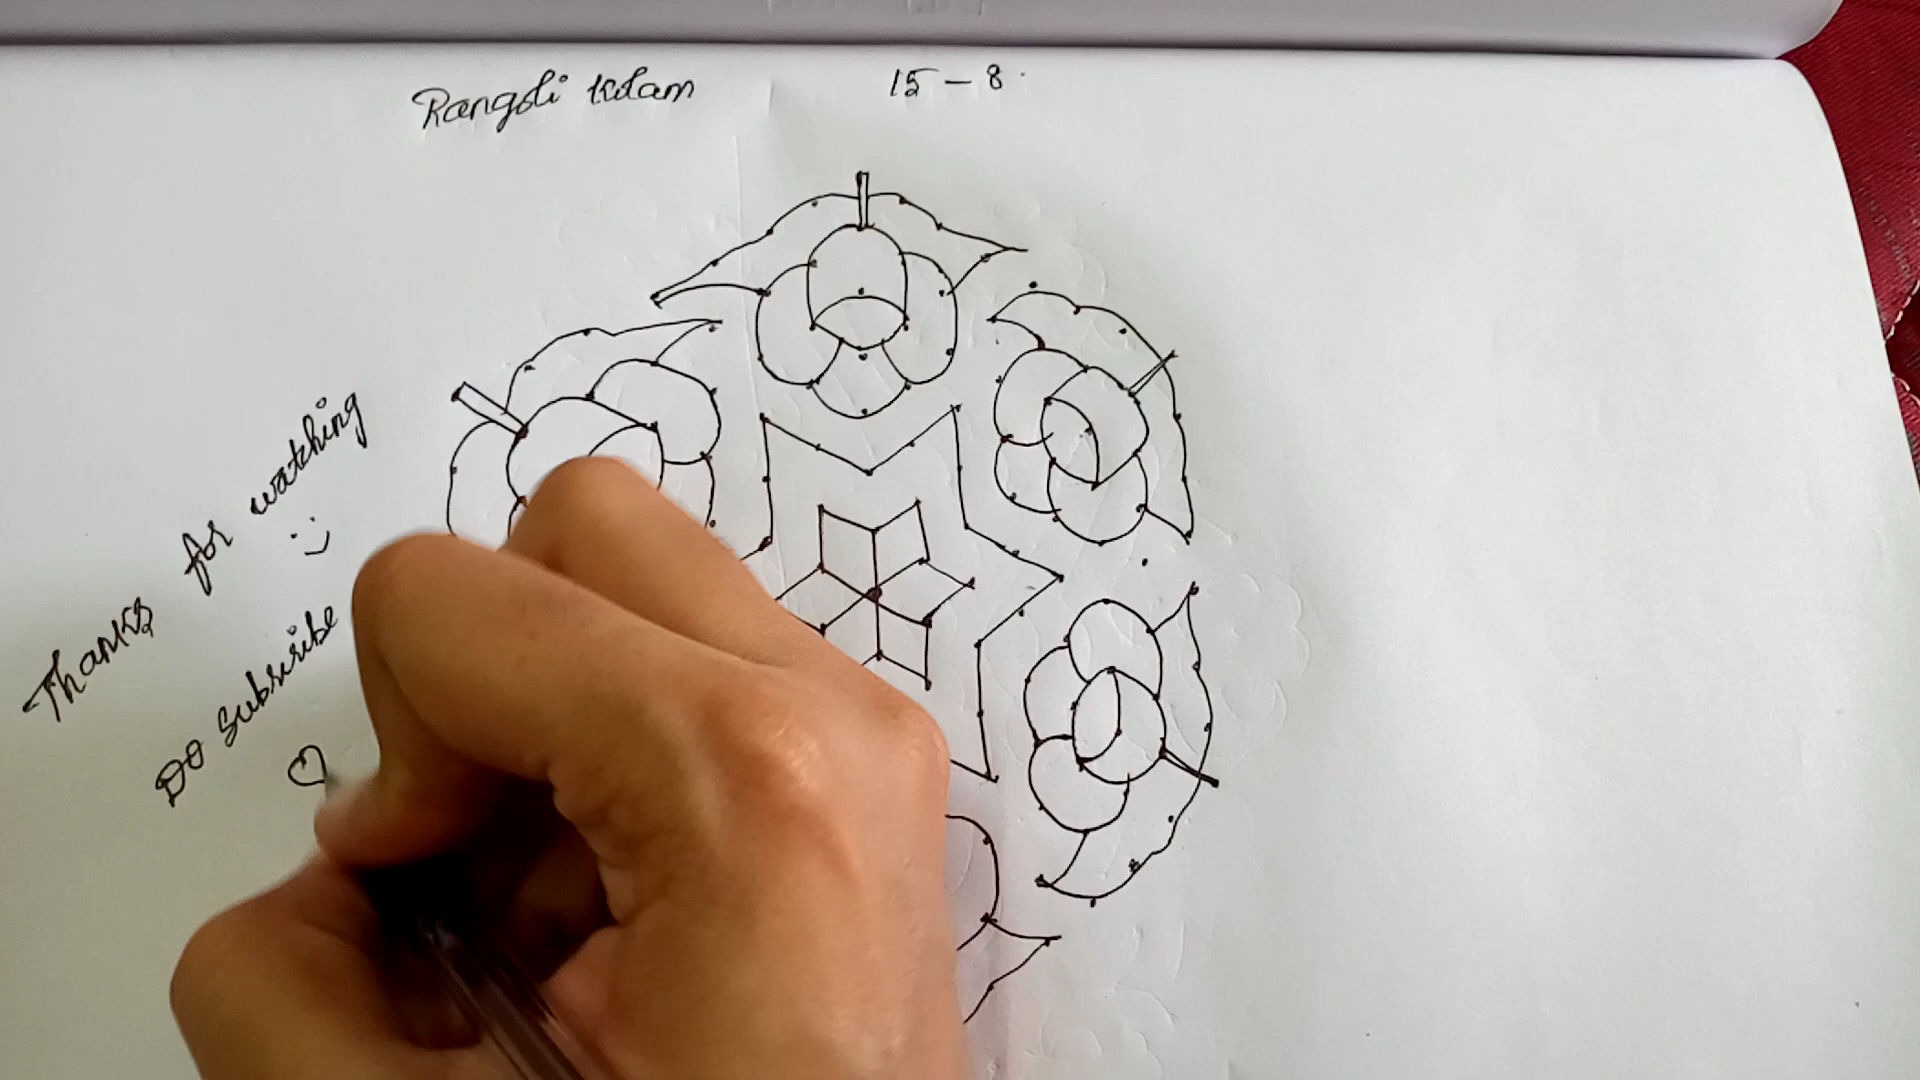 Rangoli Kolam 15 - 8
Thanks for watching
:)
Do subscribe
♡